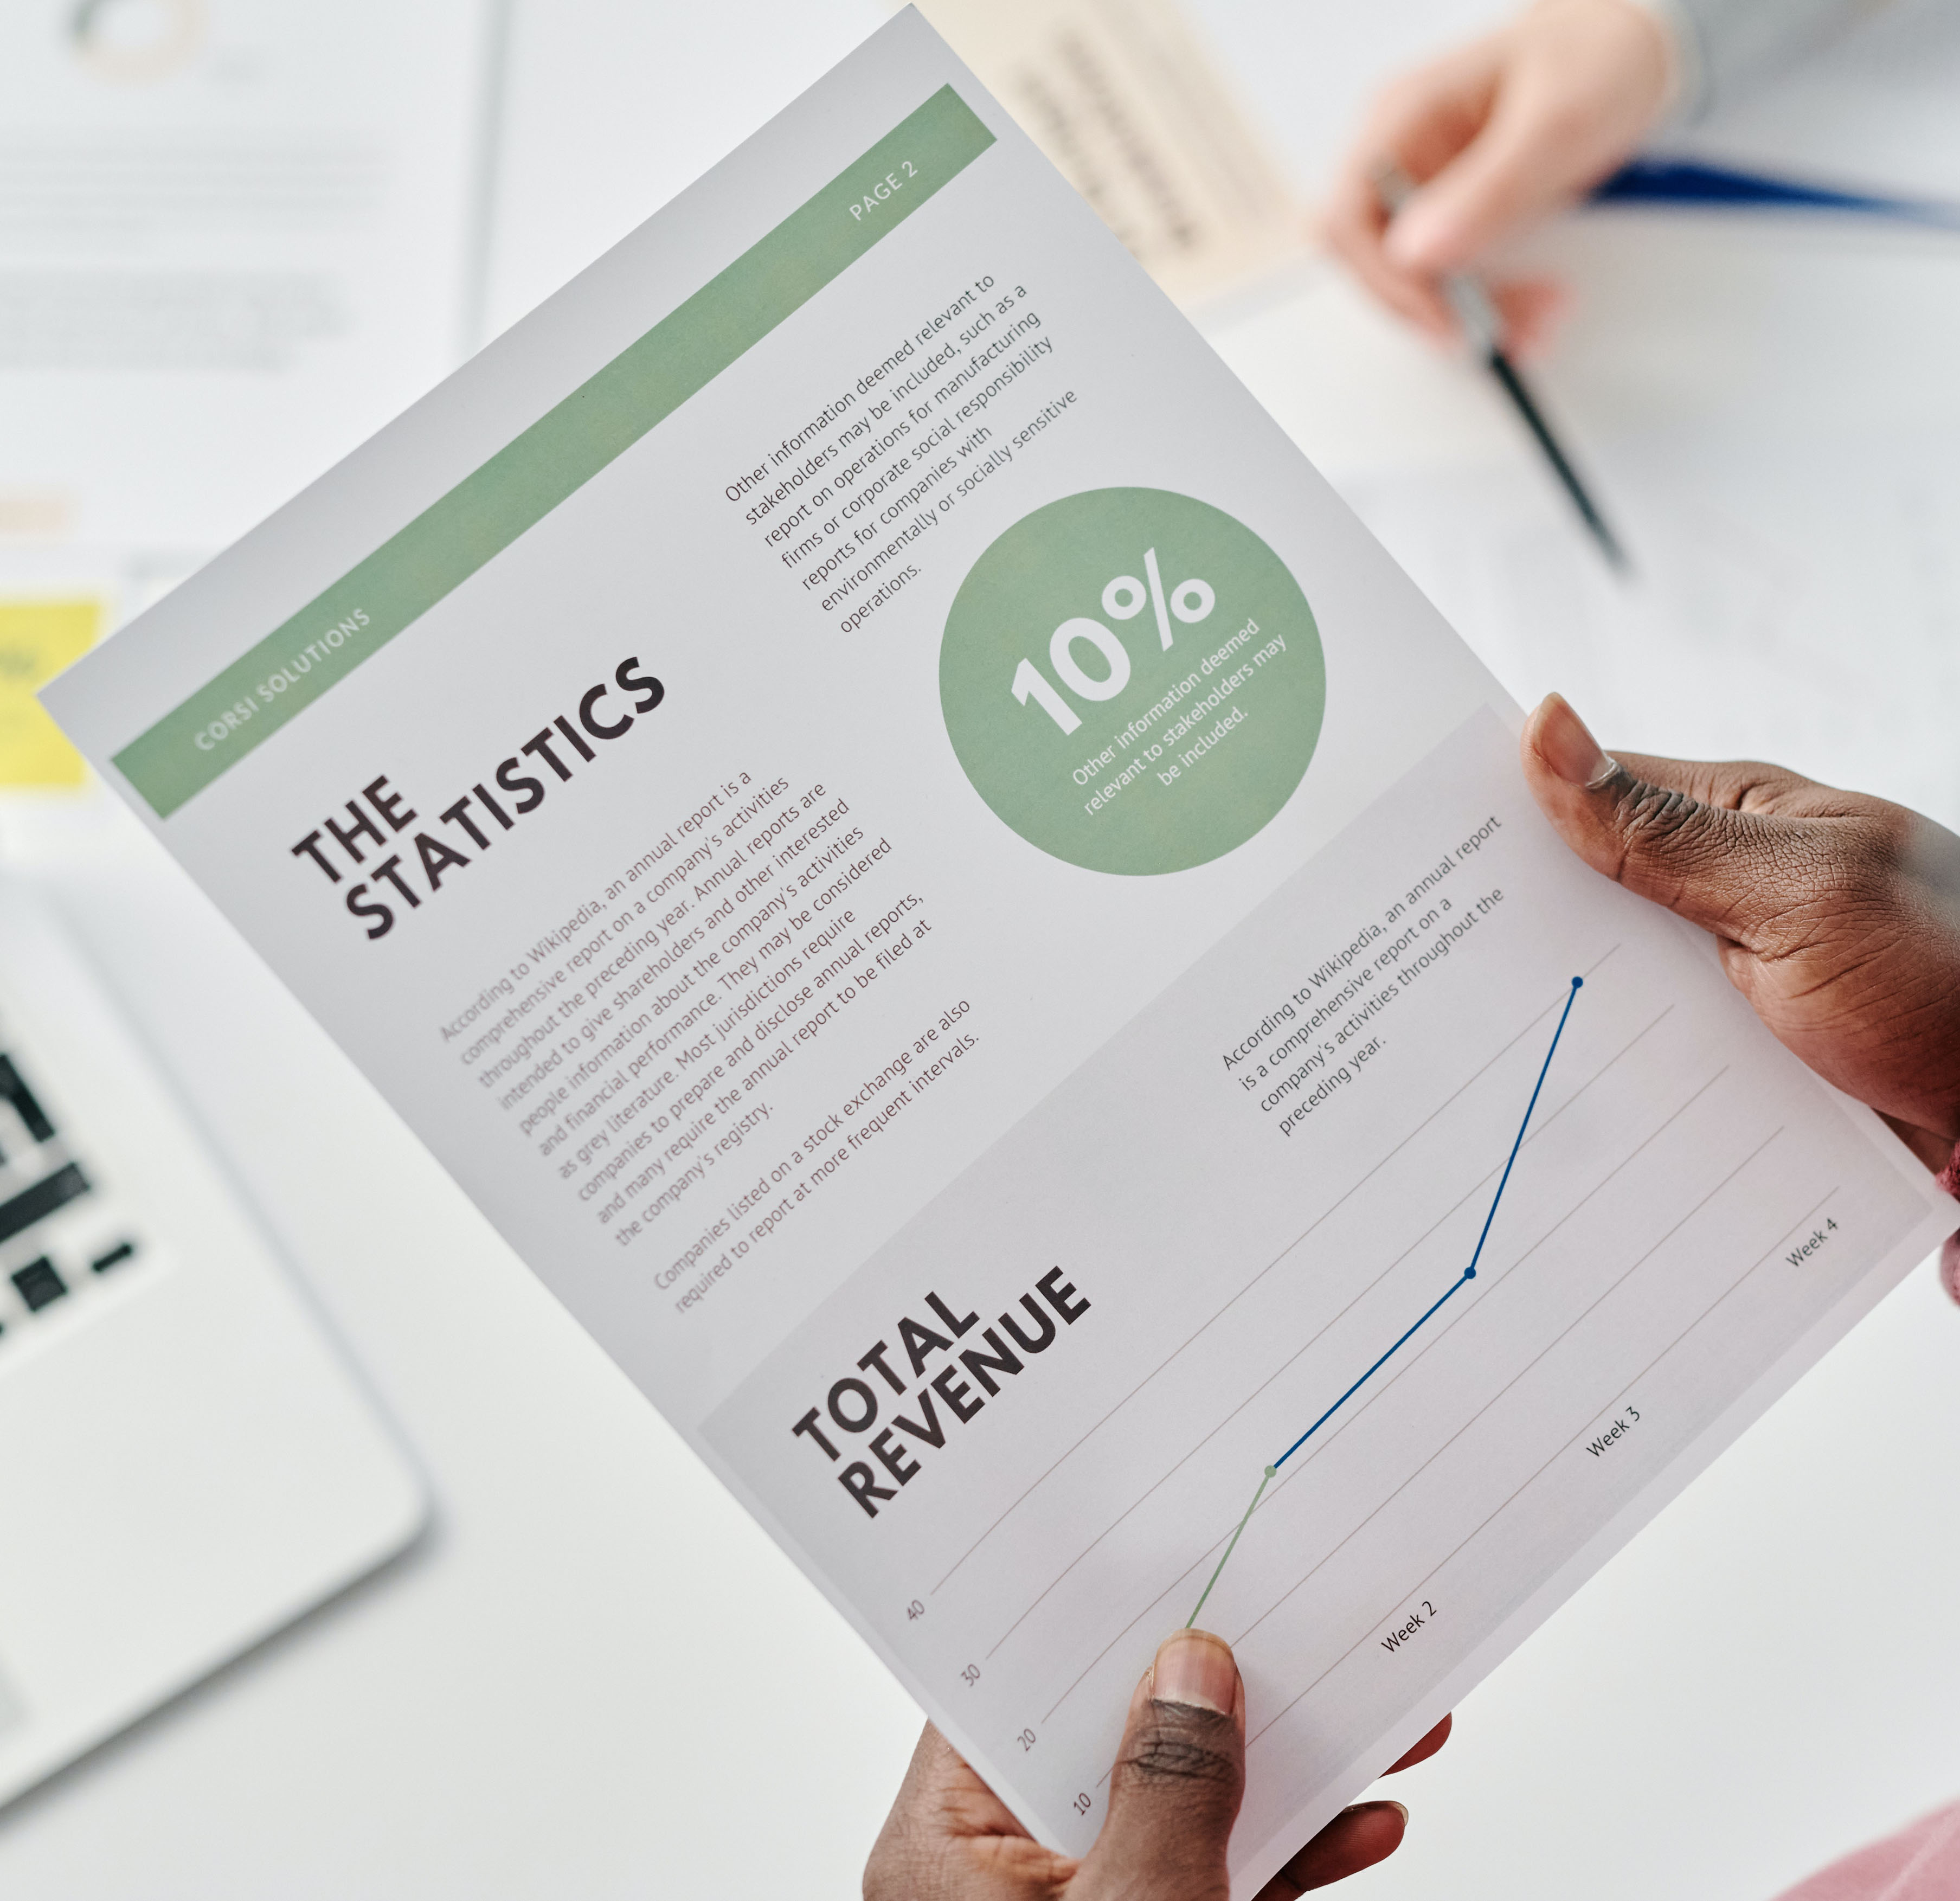 CORSI SOLUTIONS
PAGE 2
THE
STATISTICS
According to Wikipedia, an annual report is a
comprehensive report on a company's activities
throughout the preceding year. Annual reports are
intended to give shareholders and other interested
people information about the company's activities
and financial performance. They may be considered
as grey literature. Most jurisdictions require
companies to prepare and disclose annual reports,
and many require the annual report to be filed at
the company's registry.
Companies listed on a stock exchange are also
required to report at more frequent intervals.
Other information deemed relevant to
stakeholders may be included, such as a
report on operations for manufacturing
firms or corporate social responsibility
reports for companies with
environmentally or socially sensitive
operations.
10%
Other information deemed
relevant to stakeholders may
be included.
TOTAL
REVENUE
According to Wikipedia, an annual report
is a comprehensive report on a
company's activities throughout the
preceding year.
40
30
20
10
Week 2
Week 3
Week 4